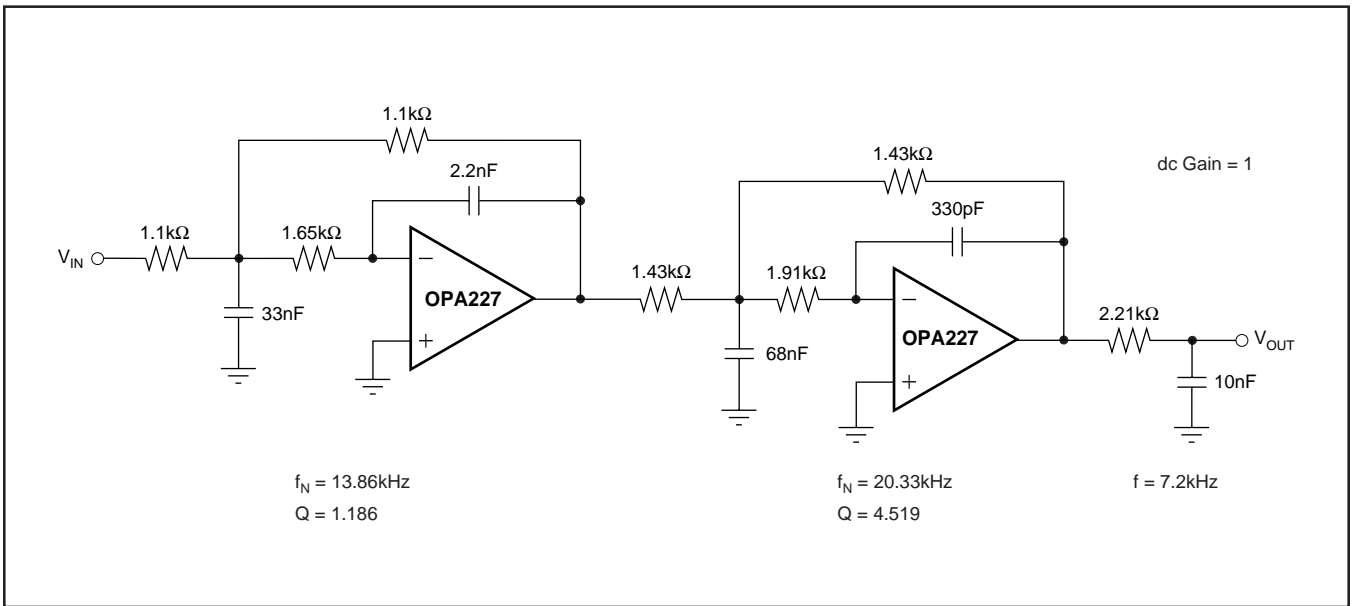 1.1kΩ
2.2nF
1.43kΩ
dc Gain = 1
330pF
1.1kΩ
1.65kΩ
V_IN
–
OPA227
+
33nF
1.43kΩ
1.91kΩ
–
OPA227
+
68nF
2.21kΩ
V_OUT
10nF
f_N = 13.86kHz
Q = 1.186
f_N = 20.33kHz
Q = 4.519
f = 7.2kHz